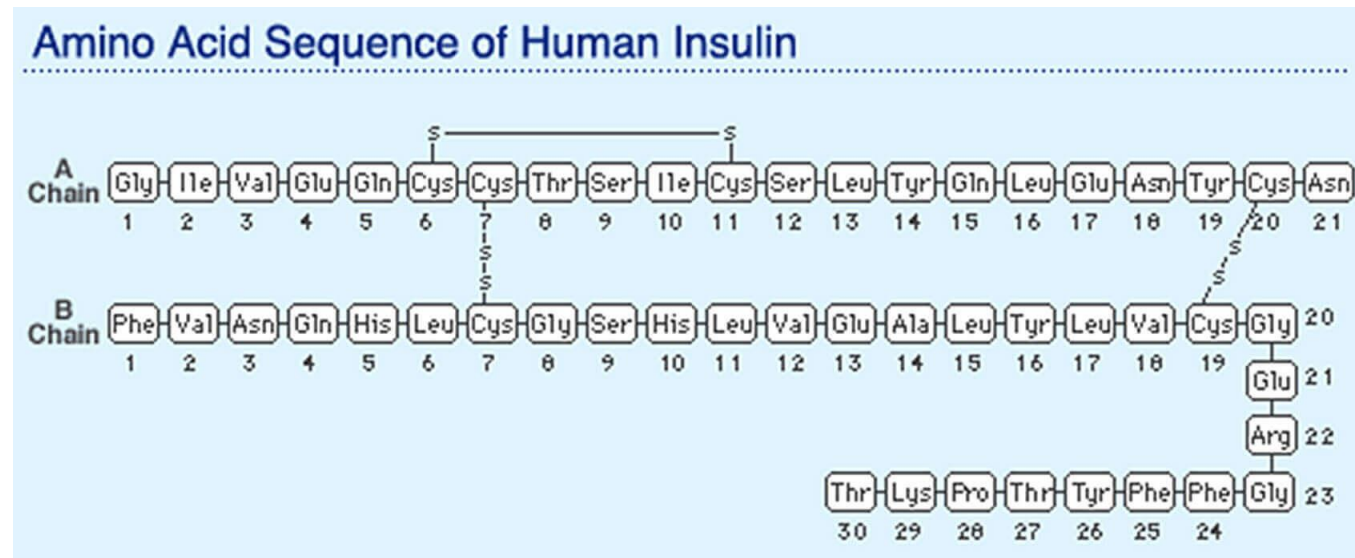 Amino Acid Sequence of Human Insulin
S S
A Chain Gly Ile Val Glu Gln Cys Cys Thr Ser Ile Cys Ser Leu Tyr Gln Leu Glu Asn Tyr Cys Asn
1 2 3 4 5 6 7 8 9 10 11 12 13 14 15 16 17 18 19 20 21
S S
S S
B Chain Phe Val Asn Gln His Leu Cys Gly Ser His Leu Val Glu Ala Leu Tyr Leu Val Cys Gly 20
1 2 3 4 5 6 7 8 9 10 11 12 13 14 15 16 17 18 19
Glu 21
Arg 22
Thr Lys Pro Thr Tyr Phe Phe Gly 23
30 29 28 27 26 25 24